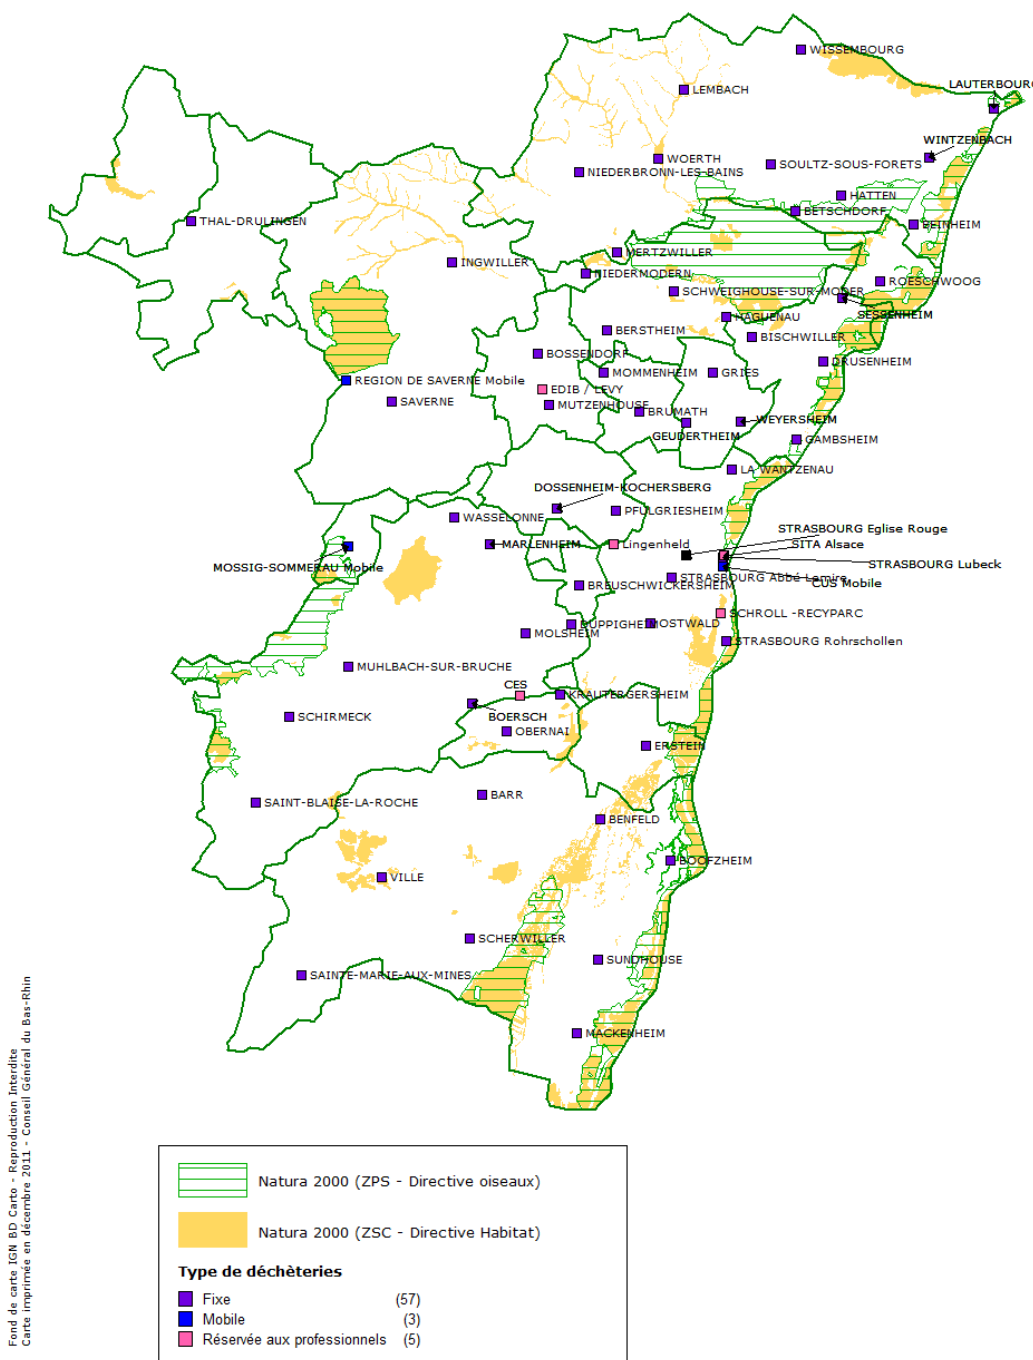 WISSEMBOURG
LAUTERBOURG
LEMBACH
WINTZENBACH
WOERTH
SOULTZ-SOUS-FORETS
NIEDERBRONN-LES-BAINS
HATTEN
BETSCHDORF
THAL-DRULINGEN
BEINHEIM
MERTZWILLER
INGWILLER
NIEDERMODERN
ROESCHWOOG
SCHWEIGHOUSE-SUR-MODER
SESSENHEIM
HAGUENAU
BERSTHEIM
BISCHWILLER
BOSSENDORF
DRUSENHEIM
MOMMENHEIM
GRIES
REGION DE SAVERNE Mobile
EDIB / LEVY
SAVERNE
MUTZENHOUSE
BRUMATH
WEYERSHEIM
GEUDERTHEIM
GAMBSHEIM
LA WANTZENAU
DOSSENHEIM-KOCHERSBERG
PFULGRIESHEIM
WASSELONNE
STRASBOURG Eglise Rouge
MARLENHEIM
Lingenheld
SITA Alsace
MOSSIG-SOMMERAU Mobile
STRASBOURG Lubeck
STRASBOURG Abbé Lemire
CUS Mobile
BREUSCHWICKERSHEIM
SCHROLL -RECYPARC
DUPPIGHEIM
OSTWALD
MOLSHEIM
STRASBOURG Rohrschollen
MUHLBACH-SUR-BRUCHE
CES
KRAUTERGERSHEIM
BOERSCH
SCHIRMECK
OBERNAI
ERSTEIN
BARR
SAINT-BLAISE-LA-ROCHE
BENFELD
BOOFZHEIM
VILLE
SCHERWILLER
SUNDHOUSE
SAINTE-MARIE-AUX-MINES
MACKENHEIM
Fond de carte IGN BD Carto - Reproduction Interdite
Carte imprimée en décembre 2011 - Conseil Général du Bas-Rhin
Natura 2000 (ZPS - Directive oiseaux)
Natura 2000 (ZSC - Directive Habitat)
Type de déchèteries
Fixe (57)
Mobile (3)
Réservée aux professionnels (5)